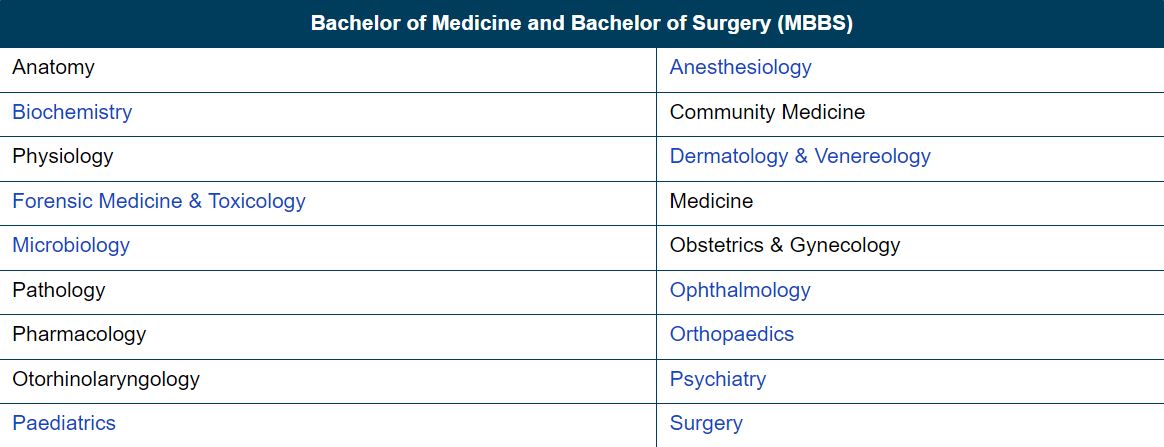 Bachelor of Medicine and Bachelor of Surgery (MBBS)
Anatomy Anesthesiology
Biochemistry Community Medicine
Physiology Dermatology & Venereology
Forensic Medicine & Toxicology Medicine
Microbiology Obstetrics & Gynecology
Pathology Ophthalmology
Pharmacology Orthopaedics
Otorhinolaryngology Psychiatry
Paediatrics Surgery